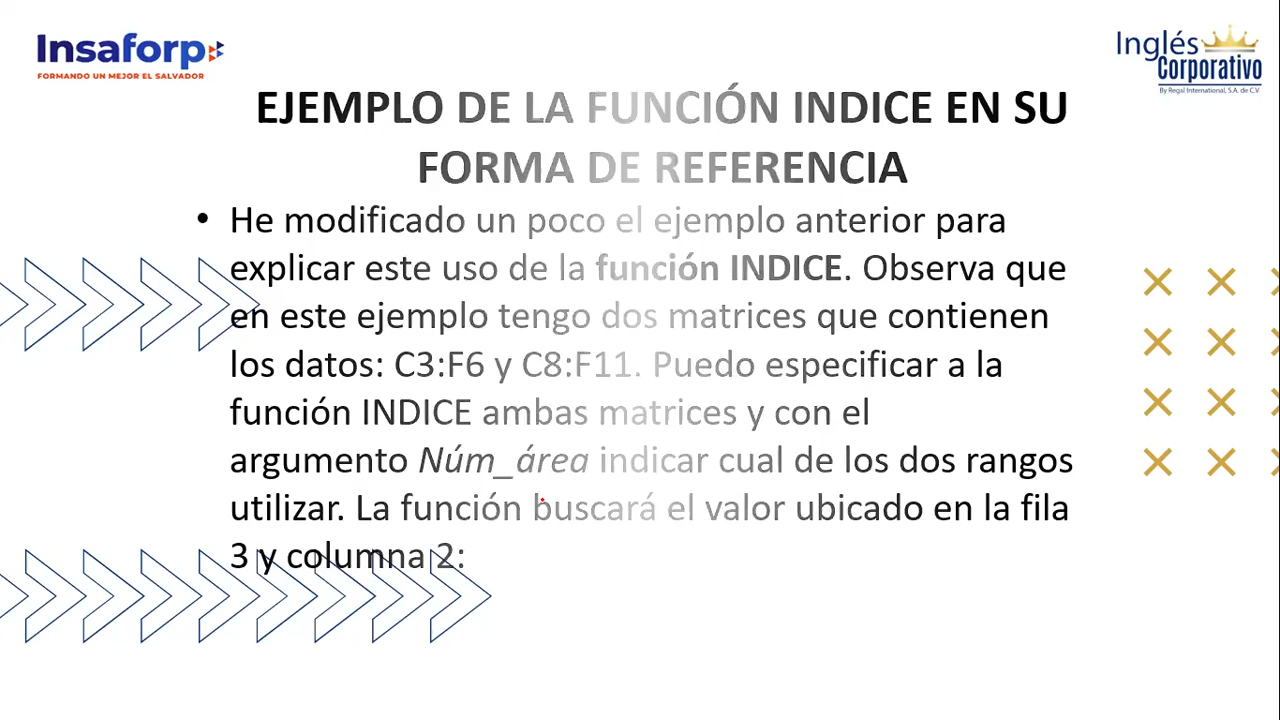 Insaforp
FORMANDO UN MEJOR EL SALVADOR
Inglés
Corporativo
By Regal International, S.A. de C.V.
EJEMPLO DE LA FUNCIÓN INDICE EN SU
FORMA DE REFERENCIA
• He modificado un poco el ejemplo anterior para
explicar este uso de la función INDICE. Observa que
en este ejemplo tengo dos matrices que contienen
los datos: C3:F6 y C8:F11. Puedo especificar a la
función INDICE ambas matrices y con el
argumento Núm_área indicar cual de los dos rangos
utilizar. La función buscará el valor ubicado en la fila
3 y columna 2: